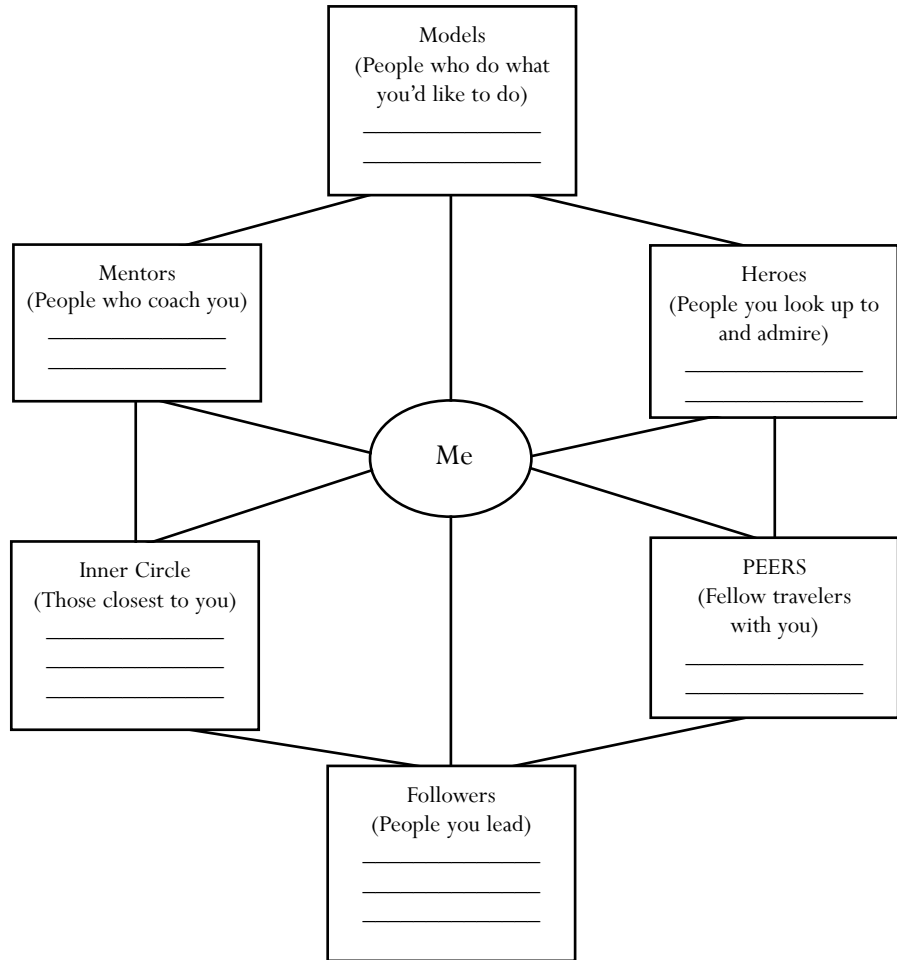 Models
(People who do what
you’d like to do)
Mentors
(People who coach you)
Heroes
(People you look up to
and admire)
Me
Inner Circle
(Those closest to you)
PEERS
(Fellow travelers
with you)
Followers
(People you lead)